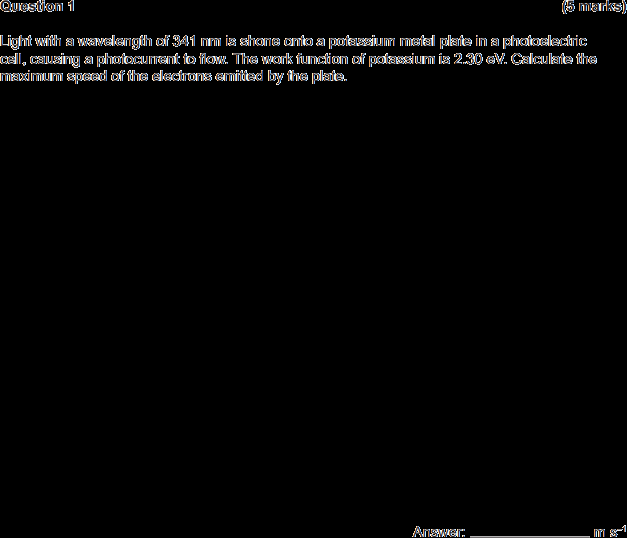 Question 1 (5 marks)
Light with a wavelength of 341 nm is shone onto a potassium metal plate in a photoelectric
cell, causing a photocurrent to flow. The work function of potassium is 2.30 eV. Calculate the
maximum speed of the electrons emitted by the plate.
Answer: ______________ m s⁻¹